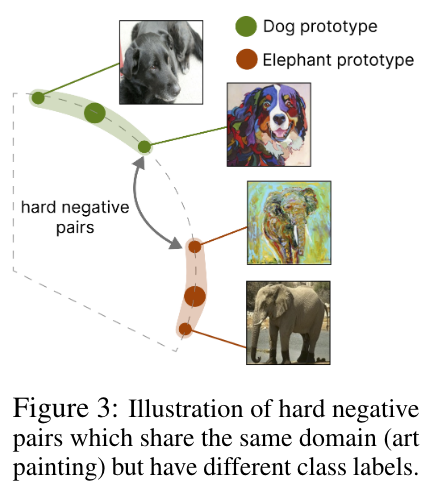 Dog prototype
Elephant prototype
hard negative
pairs
Figure 3: Illustration of hard negative
pairs which share the same domain (art
painting) but have different class labels.